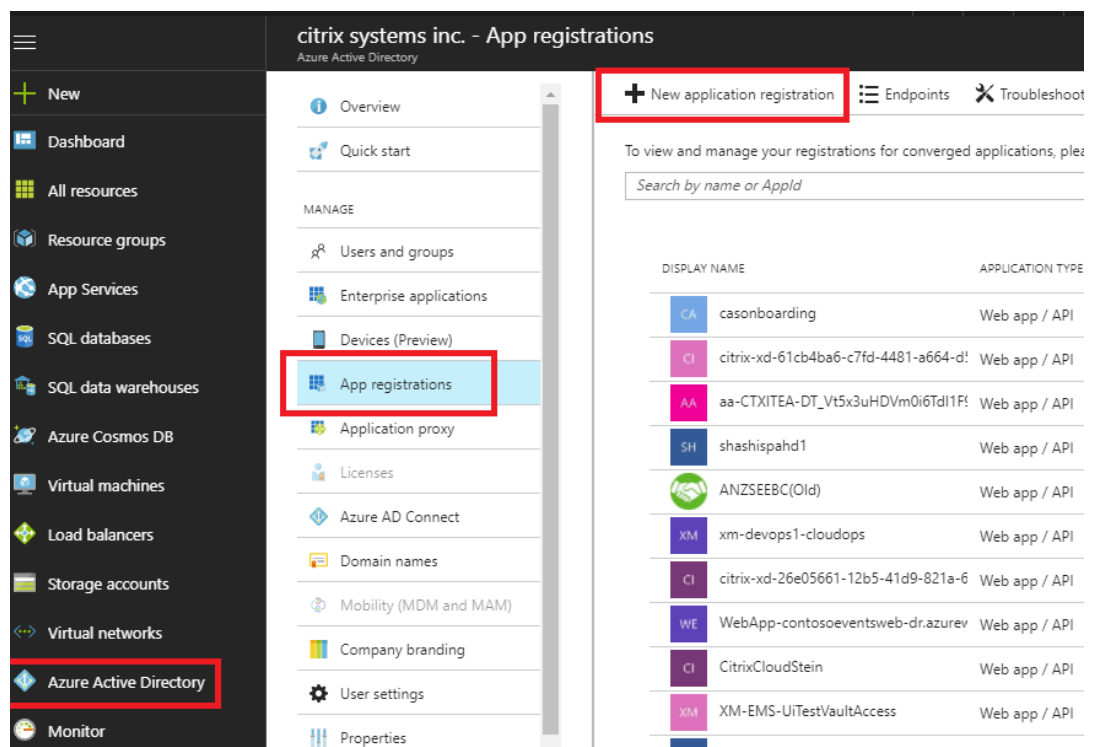 citrix systems inc. - App registrations
Azure Active Directory
New
Dashboard
All resources
Resource groups
App Services
SQL databases
SQL data warehouses
Azure Cosmos DB
Virtual machines
Load balancers
Storage accounts
Virtual networks
Azure Active Directory
Monitor
Overview
Quick start
MANAGE
Users and groups
Enterprise applications
Devices (Preview)
App registrations
Application proxy
Licenses
Azure AD Connect
Domain names
Mobility (MDM and MAM)
Company branding
User settings
Properties
New application registration Endpoints Troubleshoot
To view and manage your registrations for converged applications, plea
Search by name or AppId
DISPLAY NAME APPLICATION TYPE
CA casonboarding Web app / API
CI citrix-xd-61cb4ba6-c7fd-4481-a664-d Web app / API
AA aa-CTXITEA-DT_Vt5x3uHDVm0i6TdI1F Web app / API
SH shashispahd1 Web app / API
ANZSEEBC(Old) Web app / API
XM xm-devops1-cloudops Web app / API
CI citrix-xd-26e05661-12b5-41d9-821a-6 Web app / API
WE WebApp-contosoeventsweb-dr.azurew Web app / API
CI CitrixCloudStein Web app / API
XM XM-EMS-UiTestVaultAccess Web app / API